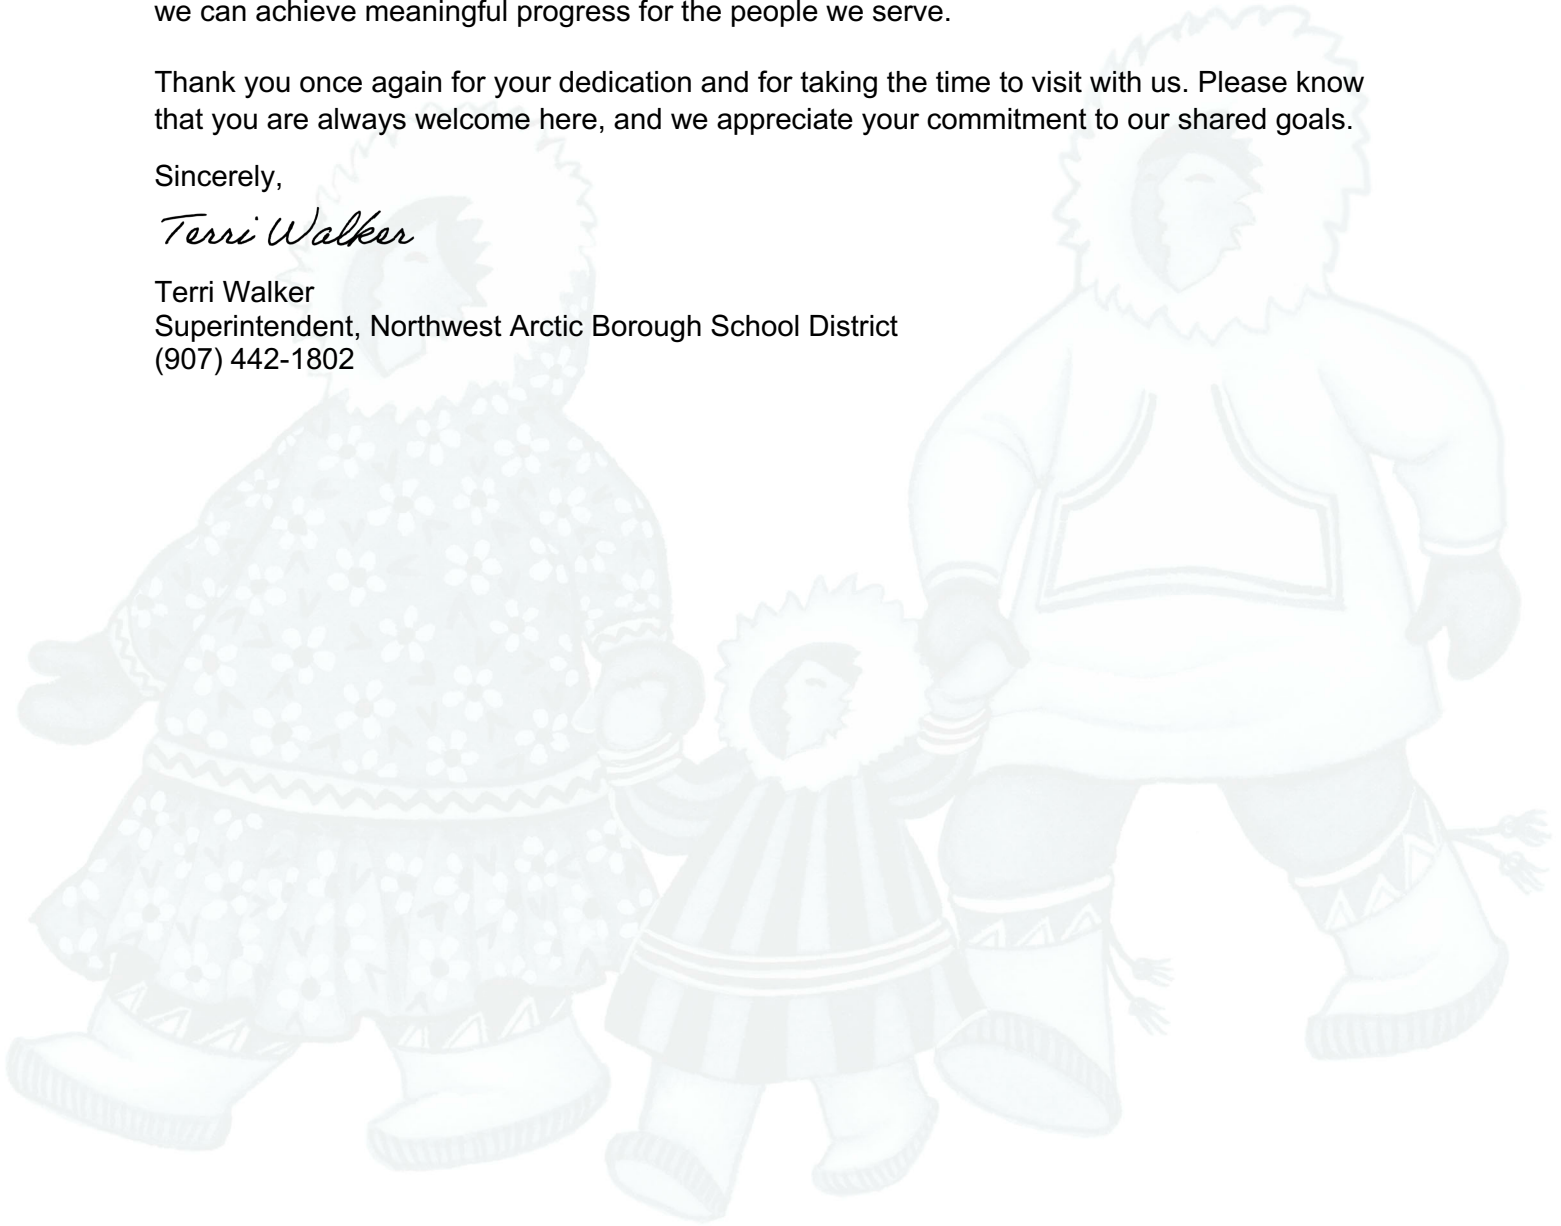 we can achieve meaningful progress for the people we serve.
Thank you once again for your dedication and for taking the time to visit with us. Please know
that you are always welcome here, and we appreciate your commitment to our shared goals.
Sincerely,
Terri Walker
Terri Walker
Superintendent, Northwest Arctic Borough School District
(907) 442-1802